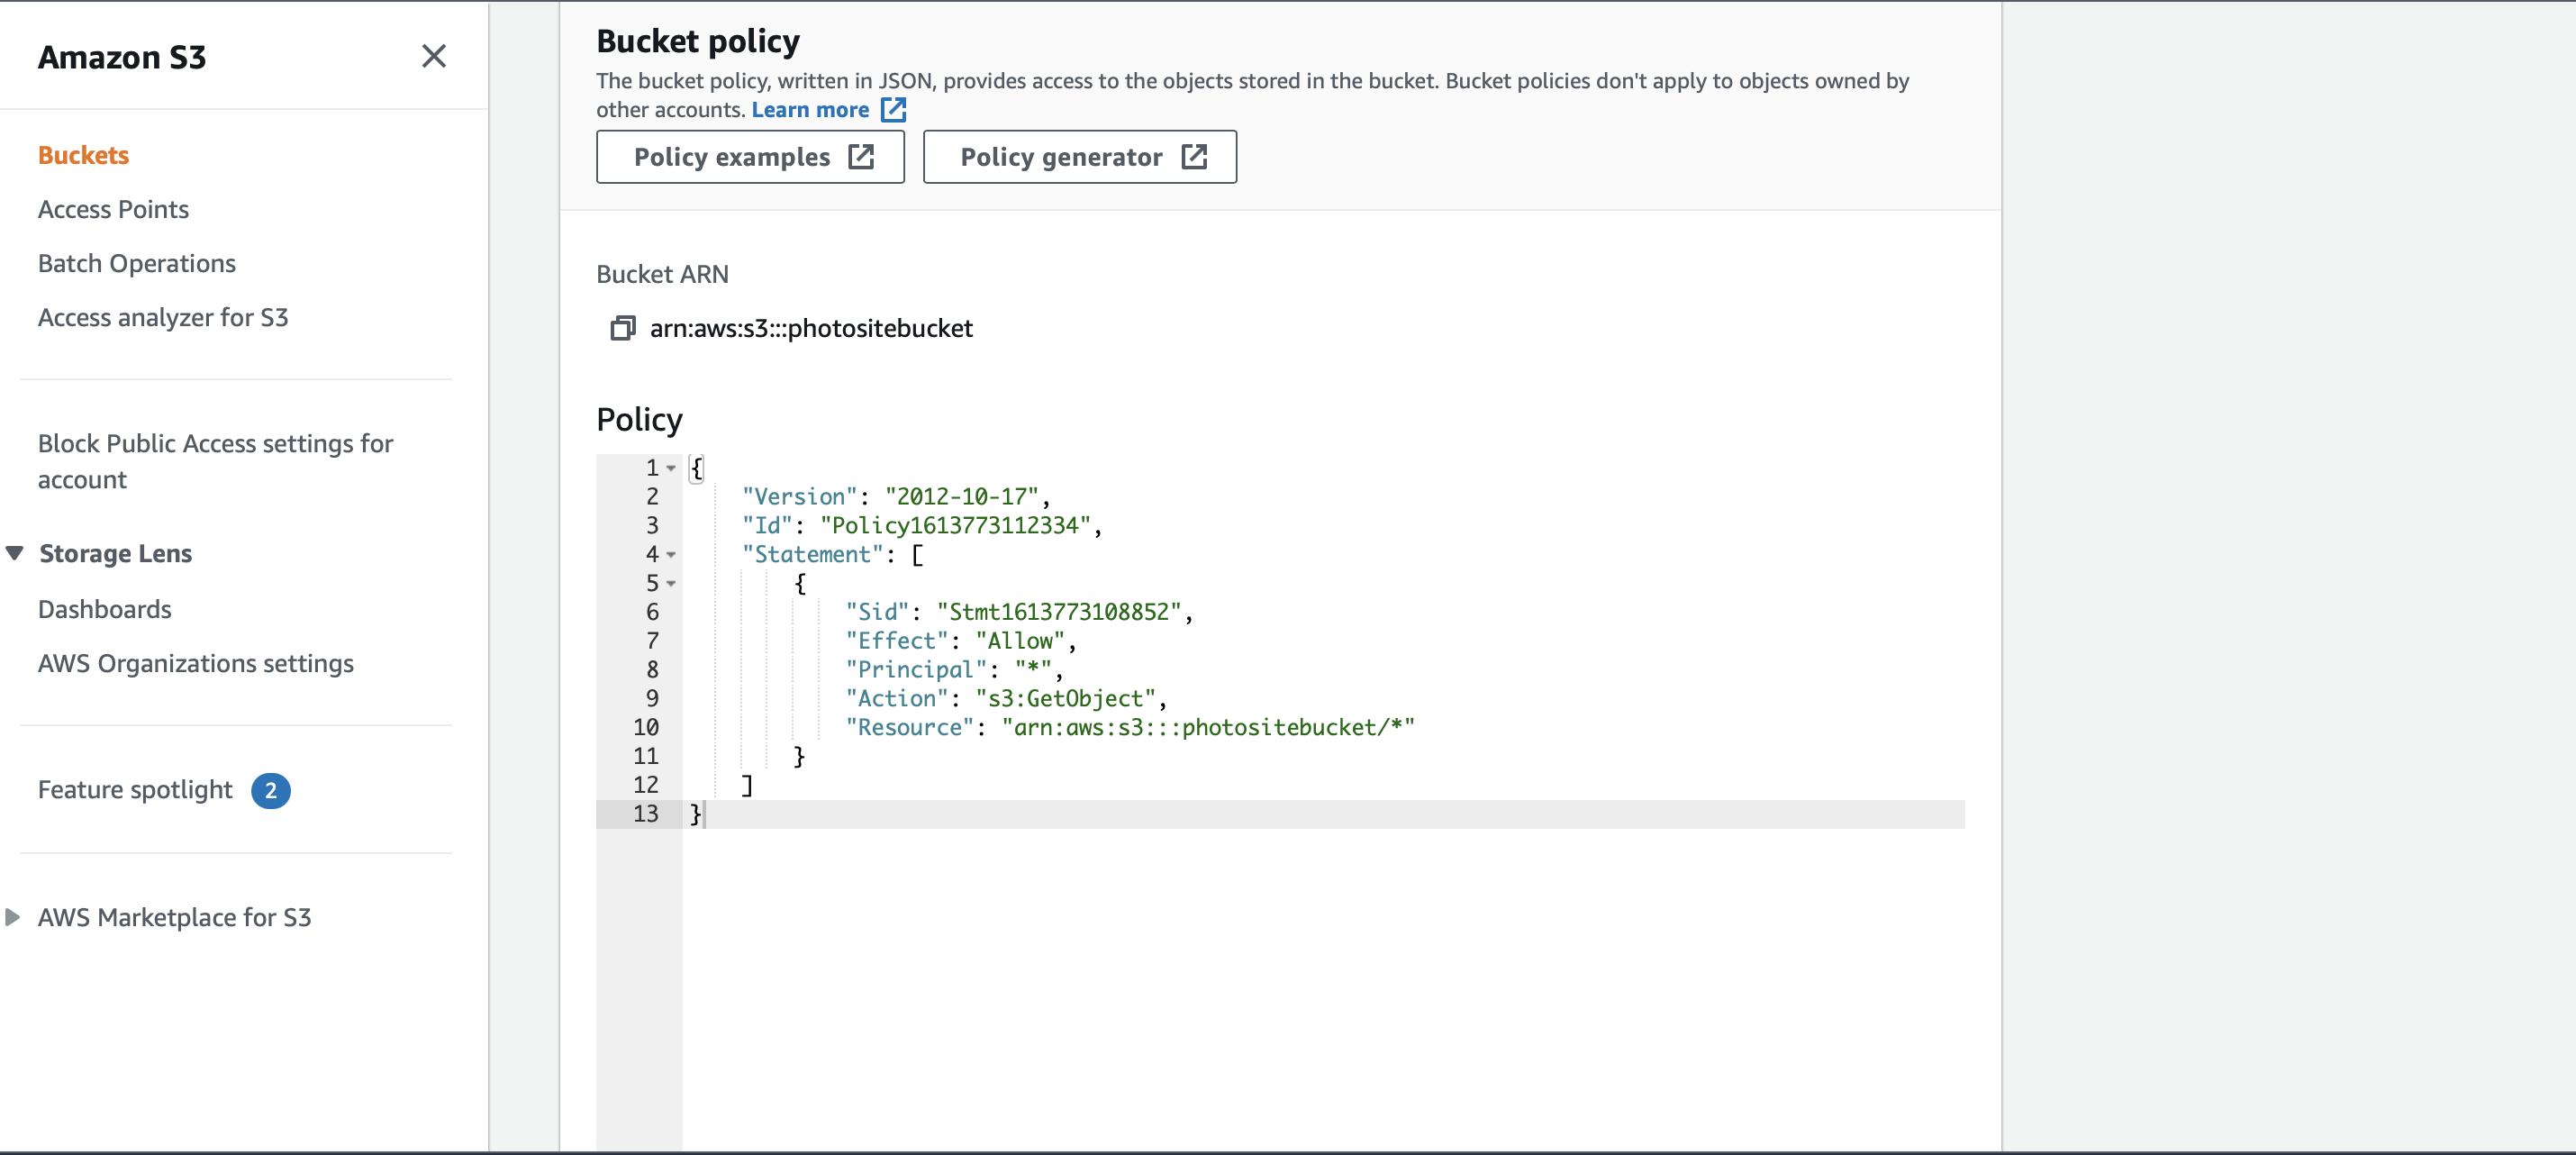 Amazon S3
Buckets
Access Points
Batch Operations
Access analyzer for S3
Block Public Access settings for
account
Storage Lens
Dashboards
AWS Organizations settings
Feature spotlight 2
AWS Marketplace for S3
Bucket policy
The bucket policy, written in JSON, provides access to the objects stored in the bucket. Bucket policies don't apply to objects owned by
other accounts. Learn more
Policy examples Policy generator
Bucket ARN
arn:aws:s3:::photositebucket
Policy
1 {
2 "Version": "2012-10-17",
3 "Id": "Policy1613773112334",
4 "Statement": [
5 {
6 "Sid": "Stmt1613773108852",
7 "Effect": "Allow",
8 "Principal": "*",
9 "Action": "s3:GetObject",
10 "Resource": "arn:aws:s3:::photositebucket/*"
11 }
12 ]
13 }